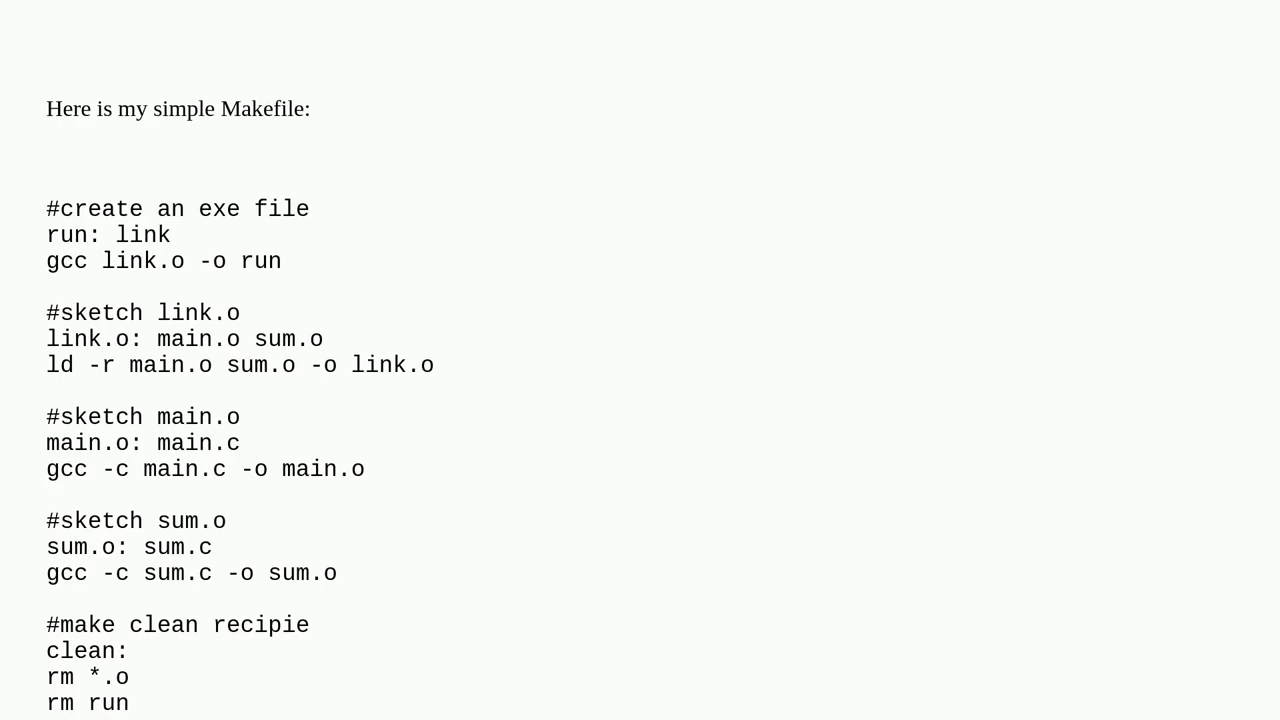 Here is my simple Makefile:
#create an exe file
run: link
gcc link.o -o run
#sketch link.o
link.o: main.o sum.o
ld -r main.o sum.o -o link.o
#sketch main.o
main.o: main.c
gcc -c main.c -o main.o
#sketch sum.o
sum.o: sum.c
gcc -c sum.c -o sum.o
#make clean recipie
clean:
rm *.o
rm run